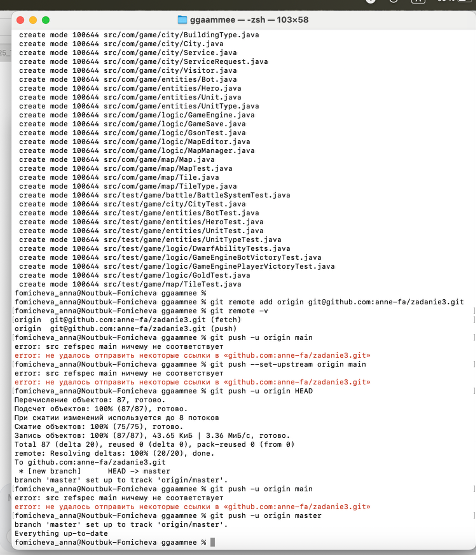 ggaammee — -zsh — 103×58
create mode 100644 src/com/game/city/BuildingType.java
create mode 100644 src/com/game/city/City.java
create mode 100644 src/com/game/city/Service.java
create mode 100644 src/com/game/city/ServiceRequest.java
create mode 100644 src/com/game/city/Visitor.java
create mode 100644 src/com/game/entities/Bot.java
create mode 100644 src/com/game/entities/Hero.java
create mode 100644 src/com/game/entities/Unit.java
create mode 100644 src/com/game/entities/UnitType.java
create mode 100644 src/com/game/logic/GameEngine.java
create mode 100644 src/com/game/logic/GameSave.java
create mode 100644 src/com/game/logic/GsonTest.java
create mode 100644 src/com/game/logic/MapEditor.java
create mode 100644 src/com/game/logic/MapManager.java
create mode 100644 src/com/game/map/Map.java
create mode 100644 src/com/game/map/MapTest.java
create mode 100644 src/com/game/map/Tile.java
create mode 100644 src/com/game/map/TileType.java
create mode 100644 src/test/game/battle/BattleSystemTest.java
create mode 100644 src/test/game/city/CityTest.java
create mode 100644 src/test/game/entities/BotTest.java
create mode 100644 src/test/game/entities/HeroTest.java
create mode 100644 src/test/game/entities/UnitTest.java
create mode 100644 src/test/game/entities/UnitTypeTest.java
create mode 100644 src/test/game/logic/DwarfAbilityTests.java
create mode 100644 src/test/game/logic/GameEngineBotVictoryTest.java
create mode 100644 src/test/game/logic/GameEnginePlayerVictoryTest.java
create mode 100644 src/test/game/logic/GoldTest.java
create mode 100644 src/test/game/map/TileTest.java
fomicheva_anna@Noutbuk-Fomicheva ggaammee %
fomicheva_anna@Noutbuk-Fomicheva ggaammee % git remote add origin git@github.com:anne-fa/zadanie3.git
fomicheva_anna@Noutbuk-Fomicheva ggaammee % git remote -v
origin git@github.com:anne-fa/zadanie3.git (fetch)
origin git@github.com:anne-fa/zadanie3.git (push)
fomicheva_anna@Noutbuk-Fomicheva ggaammee % git push -u origin main
error: src refspec main ничему не соответствует
error: не удалось отправить некоторые ссылки в «github.com:anne-fa/zadanie3.git»
fomicheva_anna@Noutbuk-Fomicheva ggaammee % git push --set-upstream origin main
error: src refspec main ничему не соответствует
error: не удалось отправить некоторые ссылки в «github.com:anne-fa/zadanie3.git»
fomicheva_anna@Noutbuk-Fomicheva ggaammee % git push -u origin HEAD
Перечисление объектов: 87, готово.
Подсчет объектов: 100% (87/87), готово.
При сжатии изменений используется до 8 потоков
Сжатие объектов: 100% (75/75), готово.
Запись объектов: 100% (87/87), 43.65 КиБ | 3.36 МиБ/с, готово.
Total 87 (delta 20), reused 0 (delta 0), pack-reused 0 (from 0)
remote: Resolving deltas: 100% (20/20), done.
To github.com:anne-fa/zadanie3.git
* [new branch] HEAD -> master
branch 'master' set up to track 'origin/master'.
fomicheva_anna@Noutbuk-Fomicheva ggaammee % git push -u origin main
error: src refspec main ничему не соответствует
error: не удалось отправить некоторые ссылки в «github.com:anne-fa/zadanie3.git»
fomicheva_anna@Noutbuk-Fomicheva ggaammee % git push -u origin master
branch 'master' set up to track 'origin/master'.
Everything up-to-date
fomicheva_anna@Noutbuk-Fomicheva ggaammee %